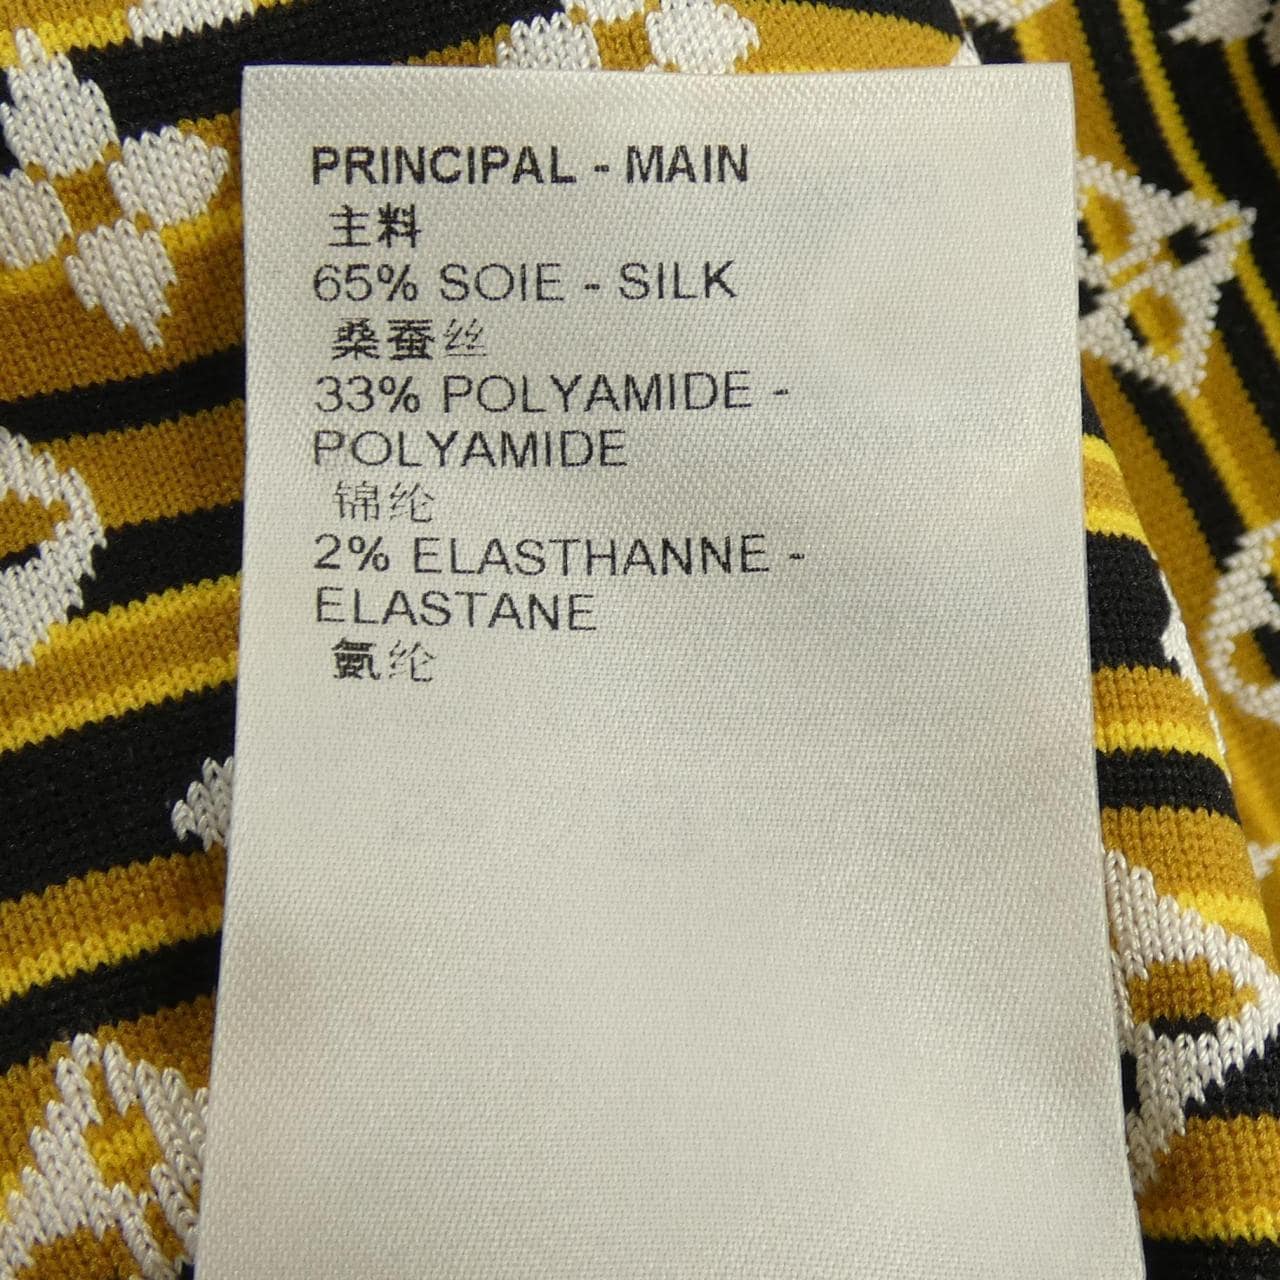 PRINCIPAL - MAIN
主料
65% SOIE - SILK
桑蚕丝
33% POLYAMIDE -
POLYAMIDE
锦纶
2% ELASTHANNE -
ELASTANE
氨纶